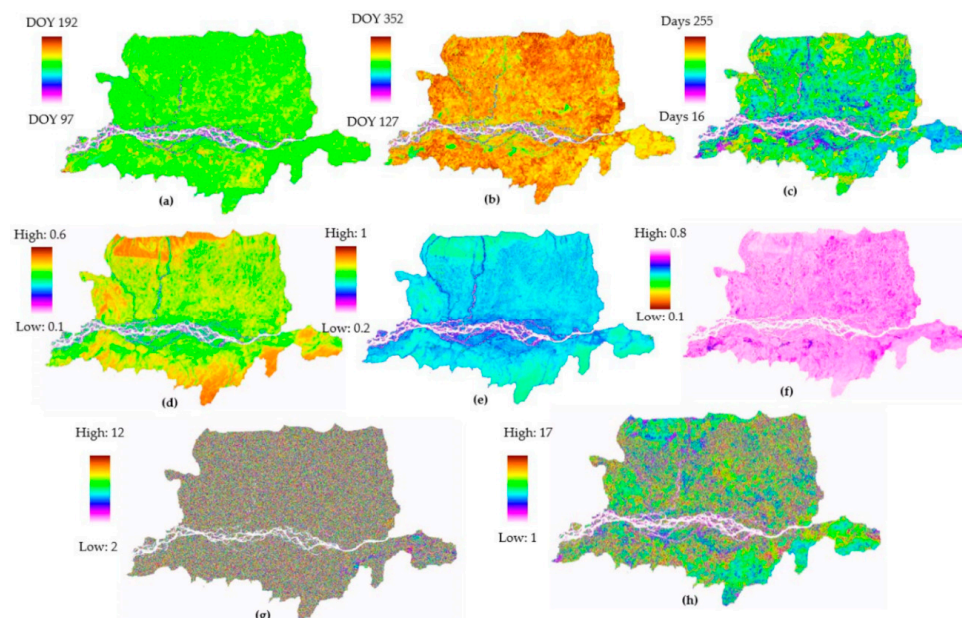 DOY 192
DOY 97
(a)
DOY 352
DOY 127
(b)
Days 255
Days 16
(c)
High: 0.6
Low: 0.1
(d)
High: 1
Low: 0.2
(e)
High: 0.8
Low: 0.1
(f)
High: 12
Low: 2
(g)
High: 17
Low: 1
(h)